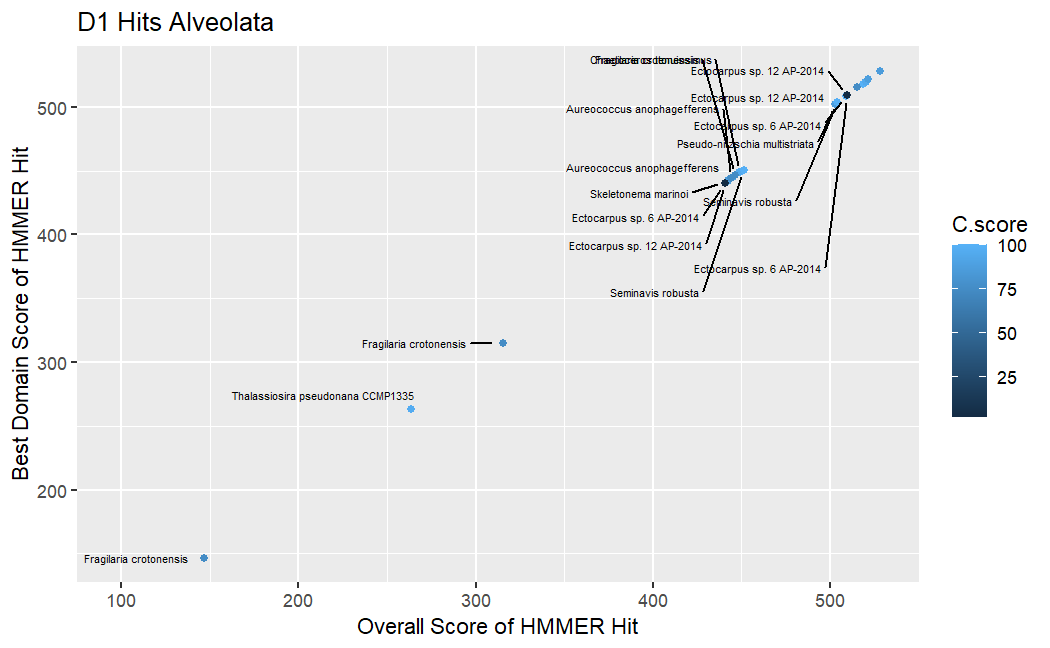 D1 Hits Alveolata
Best Domain Score of HMMER Hit
500
400
300
200
Ectocarpus sp. 12 AP-2014
Ectocarpus sp. 12 AP-2014
Aureococcus anophagefferens
Ectocarpus sp. 6 AP-2014
Pseudo-nitzschia multistriata
Aureococcus anophagefferens
Skeletonema marinoi
Seminavis robusta
Ectocarpus sp. 6 AP-2014
Ectocarpus sp. 12 AP-2014
Ectocarpus sp. 6 AP-2014
Seminavis robusta
Fragilaria crotonensis
Thalassiosira pseudonana CCMP1335
Fragilaria crotonensis
100
200
300
400
500
Overall Score of HMMER Hit
C.score
100
75
50
25